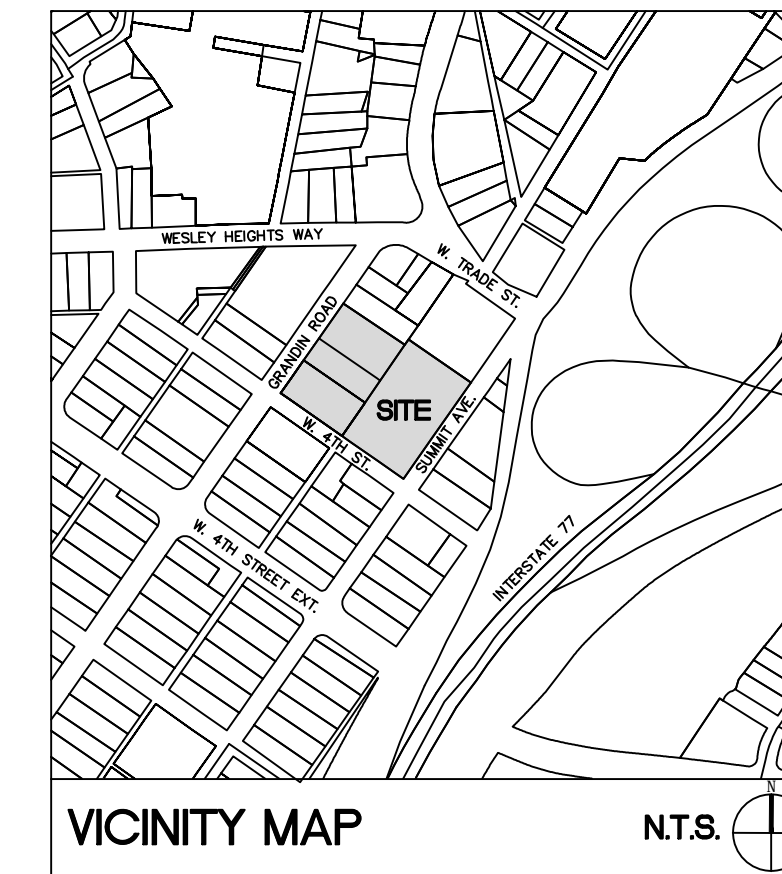 WESLEY HEIGHTS WAY
W. TRADE ST.
GRANDIN ROAD
SITE
SUMMIT AVE.
W. 4TH ST.
W. 4TH STREET EXT.
INTERSTATE 77
VICINITY MAP
N.T.S.
N